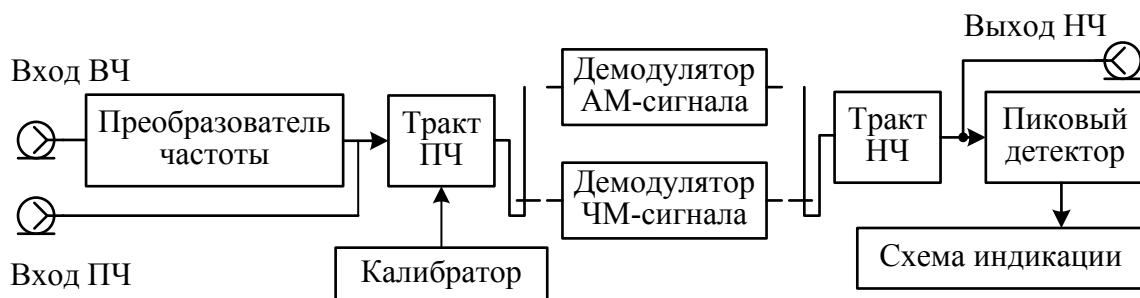 Вход ВЧ
Преобразователь
частоты
Вход ПЧ
Тракт
ПЧ
Калибратор
Демодулятор
АМ-сигнала
Демодулятор
ЧМ-сигнала
Тракт
НЧ
Выход НЧ
Пиковый
детектор
Схема индикации